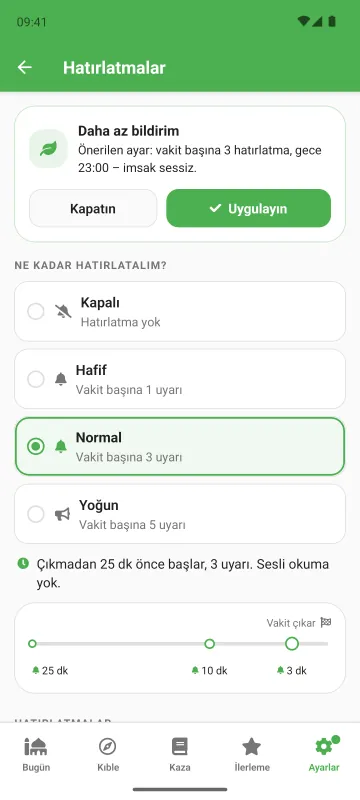 09:41
Hatırlatmalar
Daha az bildirim
Önerilen ayar: vakit başına 3 hatırlatma, gece
23:00 – imsak sessiz.
Kapatın
Uygulayın
NE KADAR HATIRLATALIM?
Kapalı
Hatırlatma yok
Hafif
Vakit başına 1 uyarı
Normal
Vakit başına 3 uyarı
Yoğun
Vakit başına 5 uyarı
Çıkmadan 25 dk önce başlar, 3 uyarı. Sesli okuma
yok.
Vakit çıkar
25 dk
10 dk
3 dk
HATIRLATMALAR
Bugün
Kıble
Kaza
İlerleme
Ayarlar